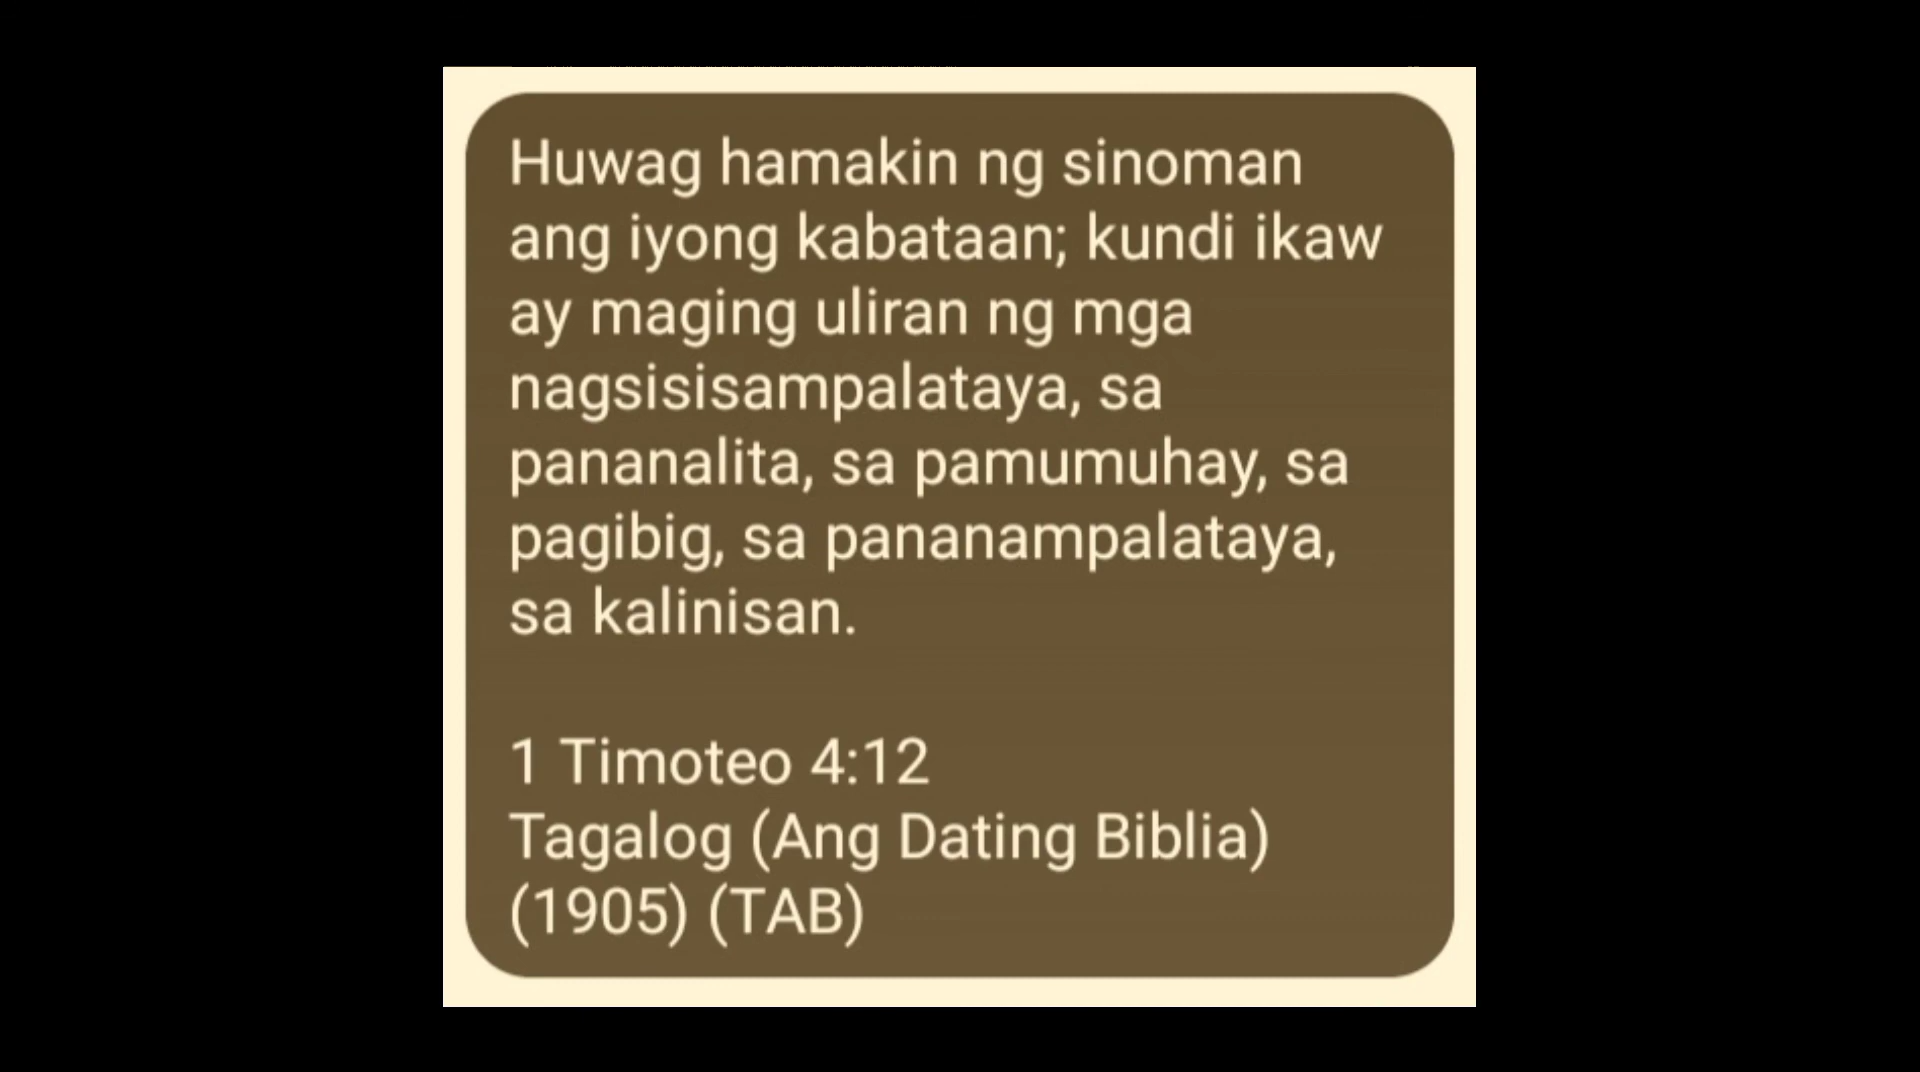 Huwag hamakin ng sinoman
ang iyong kabataan; kundi ikaw
ay maging uliran ng mga
nagsisisampalataya, sa
pananalita, sa pamumuhay, sa
pagibig, sa pananampalataya,
sa kalinisan.
1 Timoteo 4:12
Tagalog (Ang Dating Biblia)
(1905) (TAB)